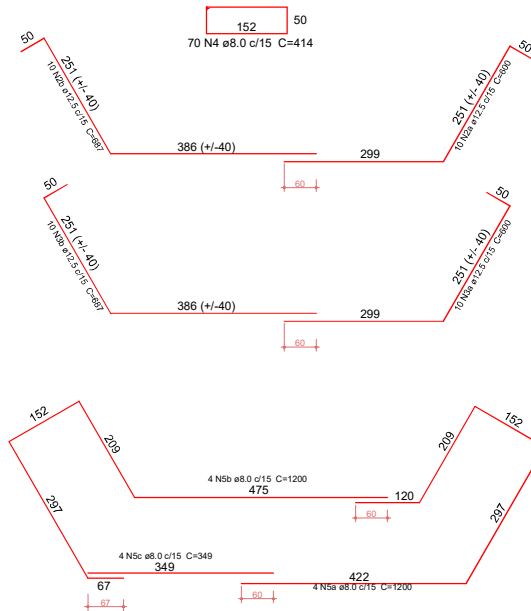 152
50
70 N4 ø8.0 c/15 C=414
50
251 (+/- 40)
10 N2b ø12.5 c/15 C=687
386 (+/-40)
60
299
251 (+/- 40)
10 N2a ø12.5 c/15 C=600
50
50
251 (+/- 40)
10 N3b ø12.5 c/15 C=687
386 (+/-40)
60
299
251 (+/- 40)
10 N3a ø12.5 c/15 C=600
50
152
209
297
4 N5b ø8.0 c/15 C=1200
475
60
120
209
152
297
4 N5c ø8.0 c/15 C=349
349
67
67
60
422
4 N5a ø8.0 c/15 C=1200